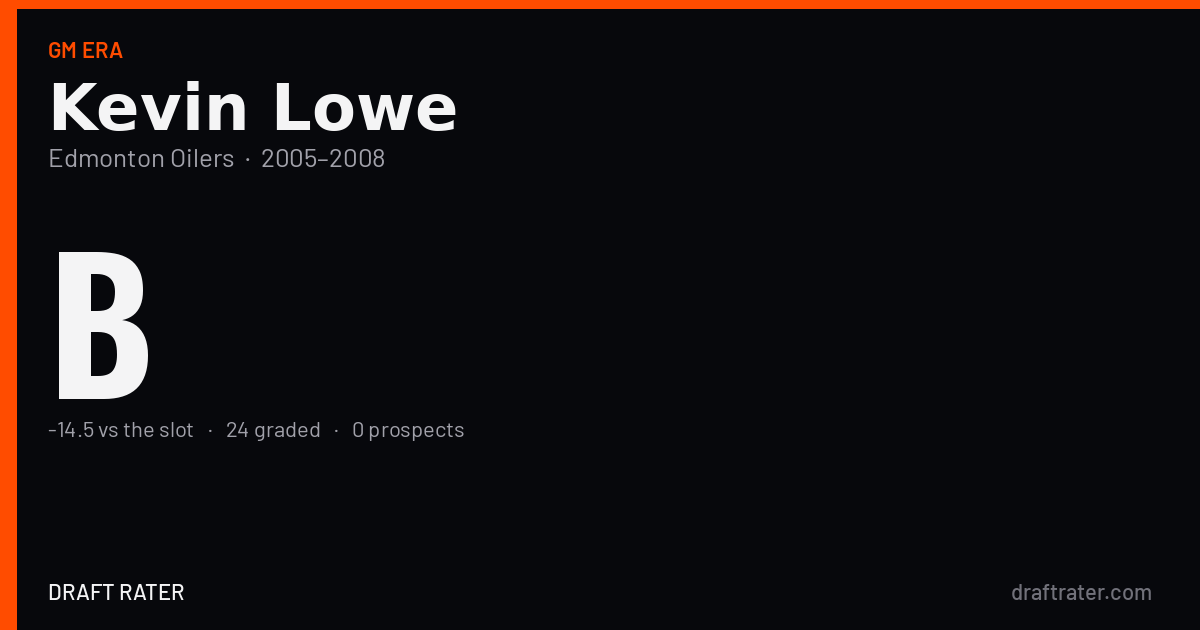 GM ERA
Kevin Lowe
Edmonton Oilers · 2005–2008
B
-14.5 vs the slot · 24 graded · 0 prospects
DRAFT RATER
draftrater.com